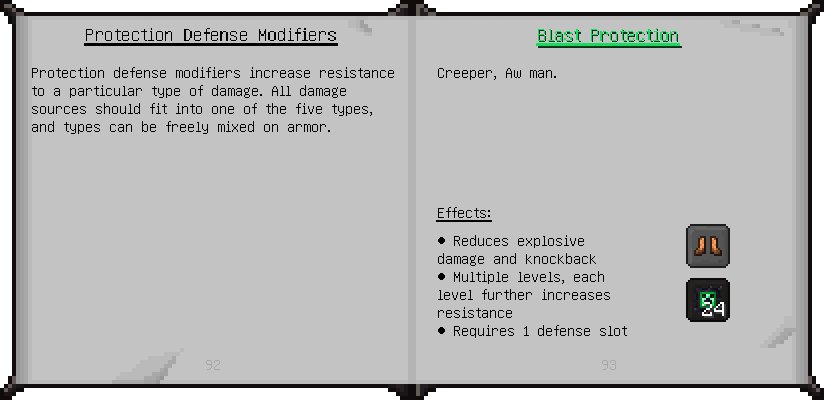 Protection Defense Modifiers
Protection defense modifiers increase resistance
to a particular type of damage. All damage
sources should fit into one of the five types,
and types can be freely mixed on armor.
92
Blast Protection
Creeper, Aw man.
Effects:
• Reduces explosive
damage and knockback
• Multiple levels, each
level further increases
resistance
• Requires 1 defense slot
24
93